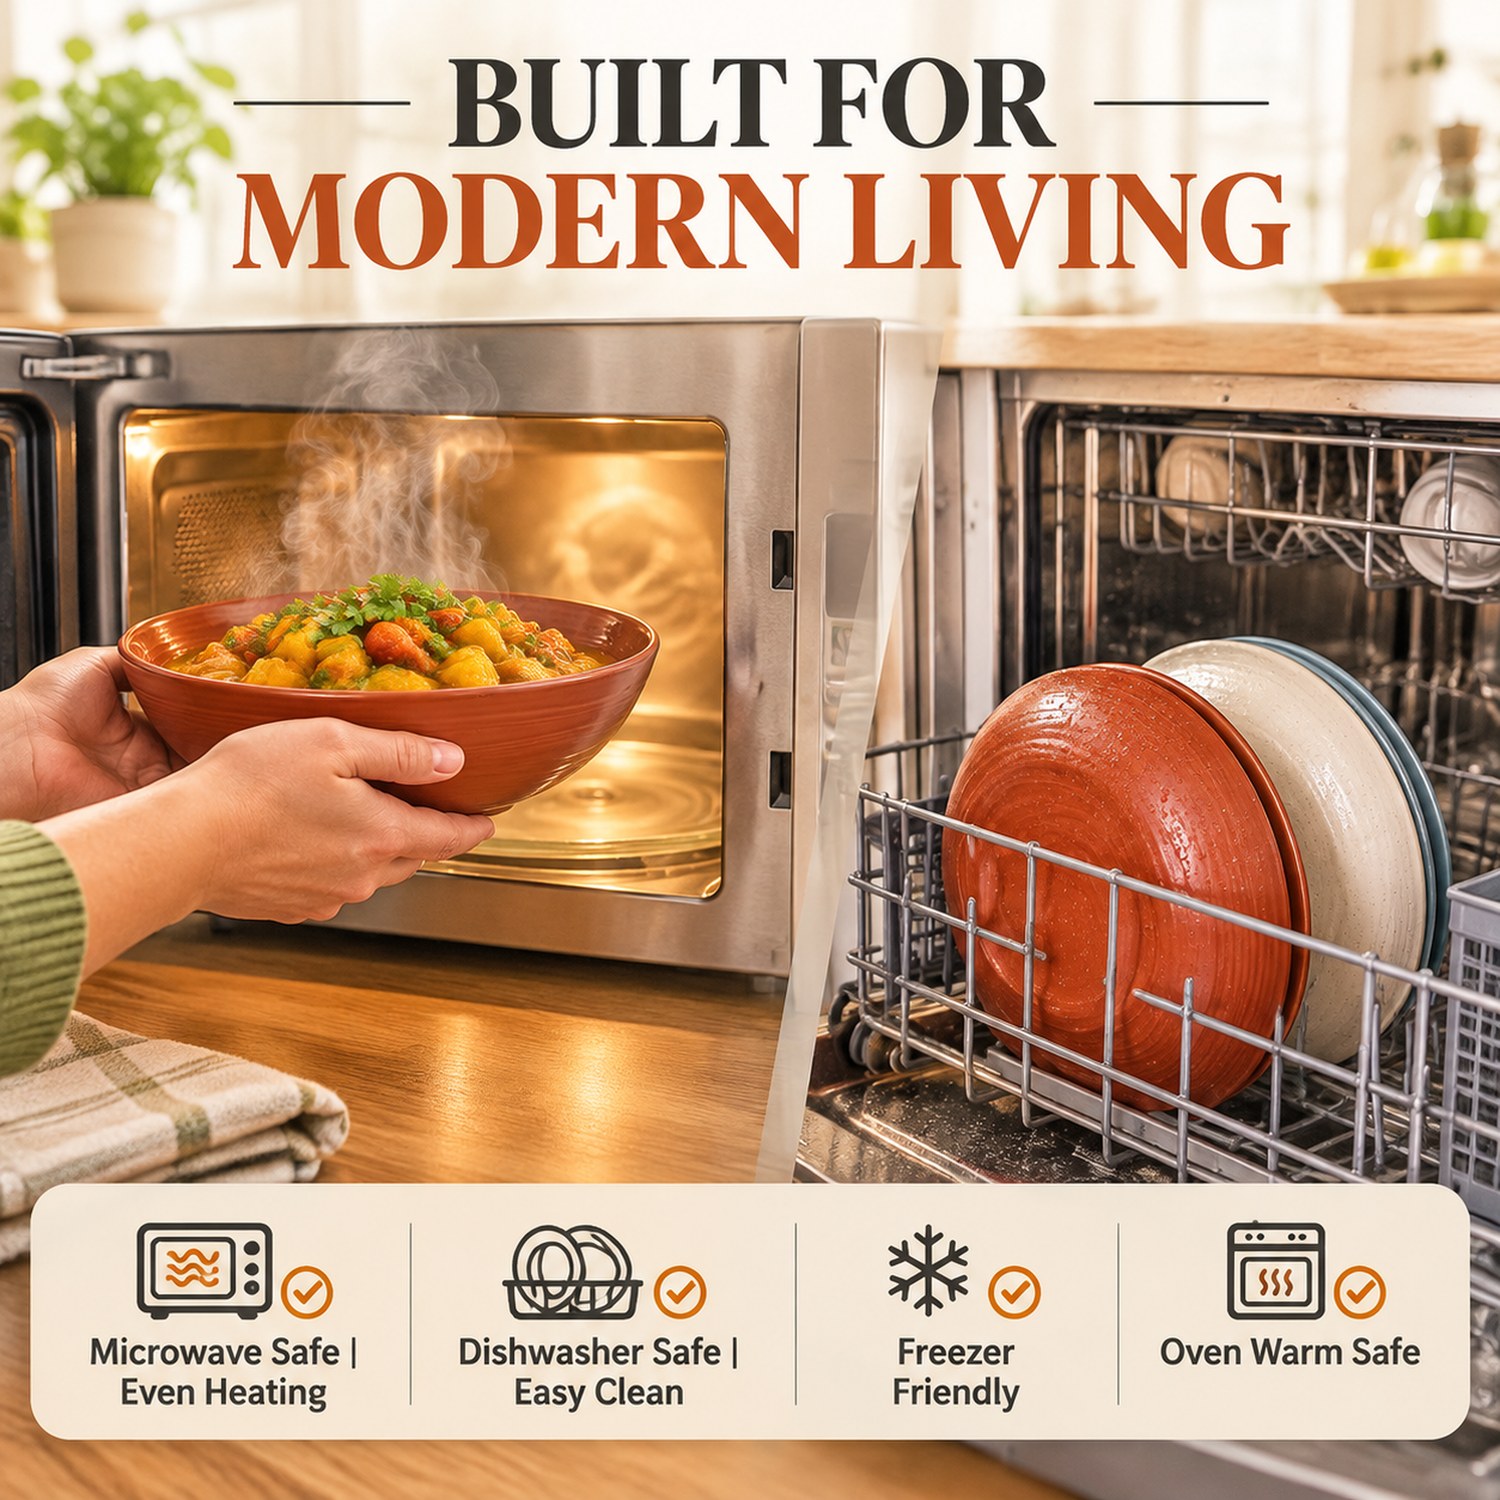 BUILT FOR
MODERN LIVING
Microwave Safe |
Even Heating
Dishwasher Safe |
Easy Clean
Freezer
Friendly
Oven Warm Safe